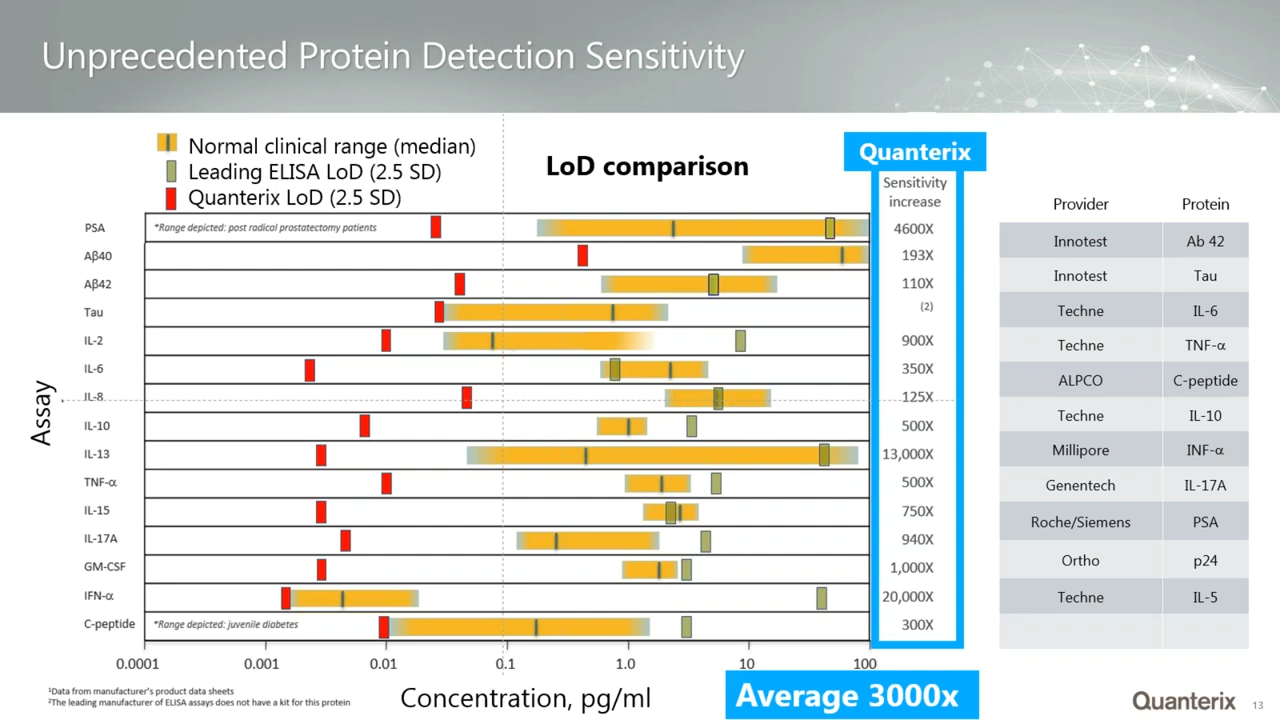 Unprecedented Protein Detection Sensitivity
Normal clinical range (median)
Leading ELISA LoD (2.5 SD)
Quanterix LoD (2.5 SD)
LoD comparison
Quanterix
Sensitivity
increase
Assay
PSA
*Range depicted: post radical prostatectomy patients
4600X
Aβ40
193X
Aβ42
110X
Tau
(2)
IL-2
900X
IL-6
350X
IL-8
125X
IL-10
500X
IL-13
13,000X
TNF-α
500X
IL-15
750X
IL-17A
940X
GM-CSF
1,000X
IFN-α
20,000X
C-peptide
*Range depicted: juvenile diabetes
300X
0.0001 0.001 0.01 0.1 1.0 10 100
Concentration, pg/ml
Average 3000x
Provider Protein
Innotest Ab 42
Innotest Tau
Techne IL-6
Techne TNF-α
ALPCO C-peptide
Techne IL-10
Millipore INF-α
Genentech IL-17A
Roche/Siemens PSA
Ortho p24
Techne IL-5
¹Data from manufacturer's product data sheets
²The leading manufacturer of ELISA assays does not have a kit for this protein
Quanterix
13